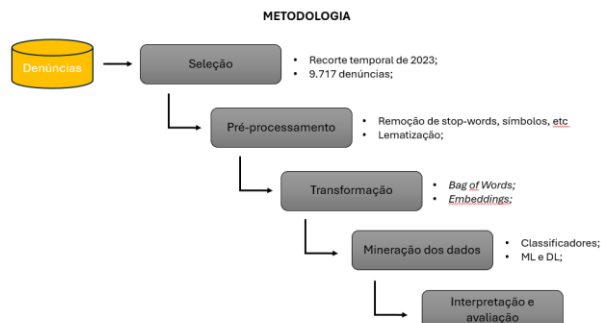 METODOLOGIA
Denúncias
Seleção
• Recorte temporal de 2023;
• 9.717 denúncias;
Pré-processamento
• Remoção de stop-words, símbolos, etc
• Lematização;
Transformação
• Bag of Words;
• Embeddings;
Mineração dos dados
• Classificadores;
• ML e DL;
Interpretação e
avaliação